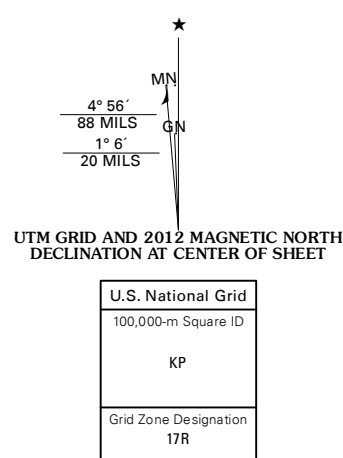 ★
MN
4° 56´
88 MILS
GN
1° 6´
20 MILS
UTM GRID AND 2012 MAGNETIC NORTH
DECLINATION AT CENTER OF SHEET
U.S. National Grid
100,000-m Square ID
KP
Grid Zone Designation
17R